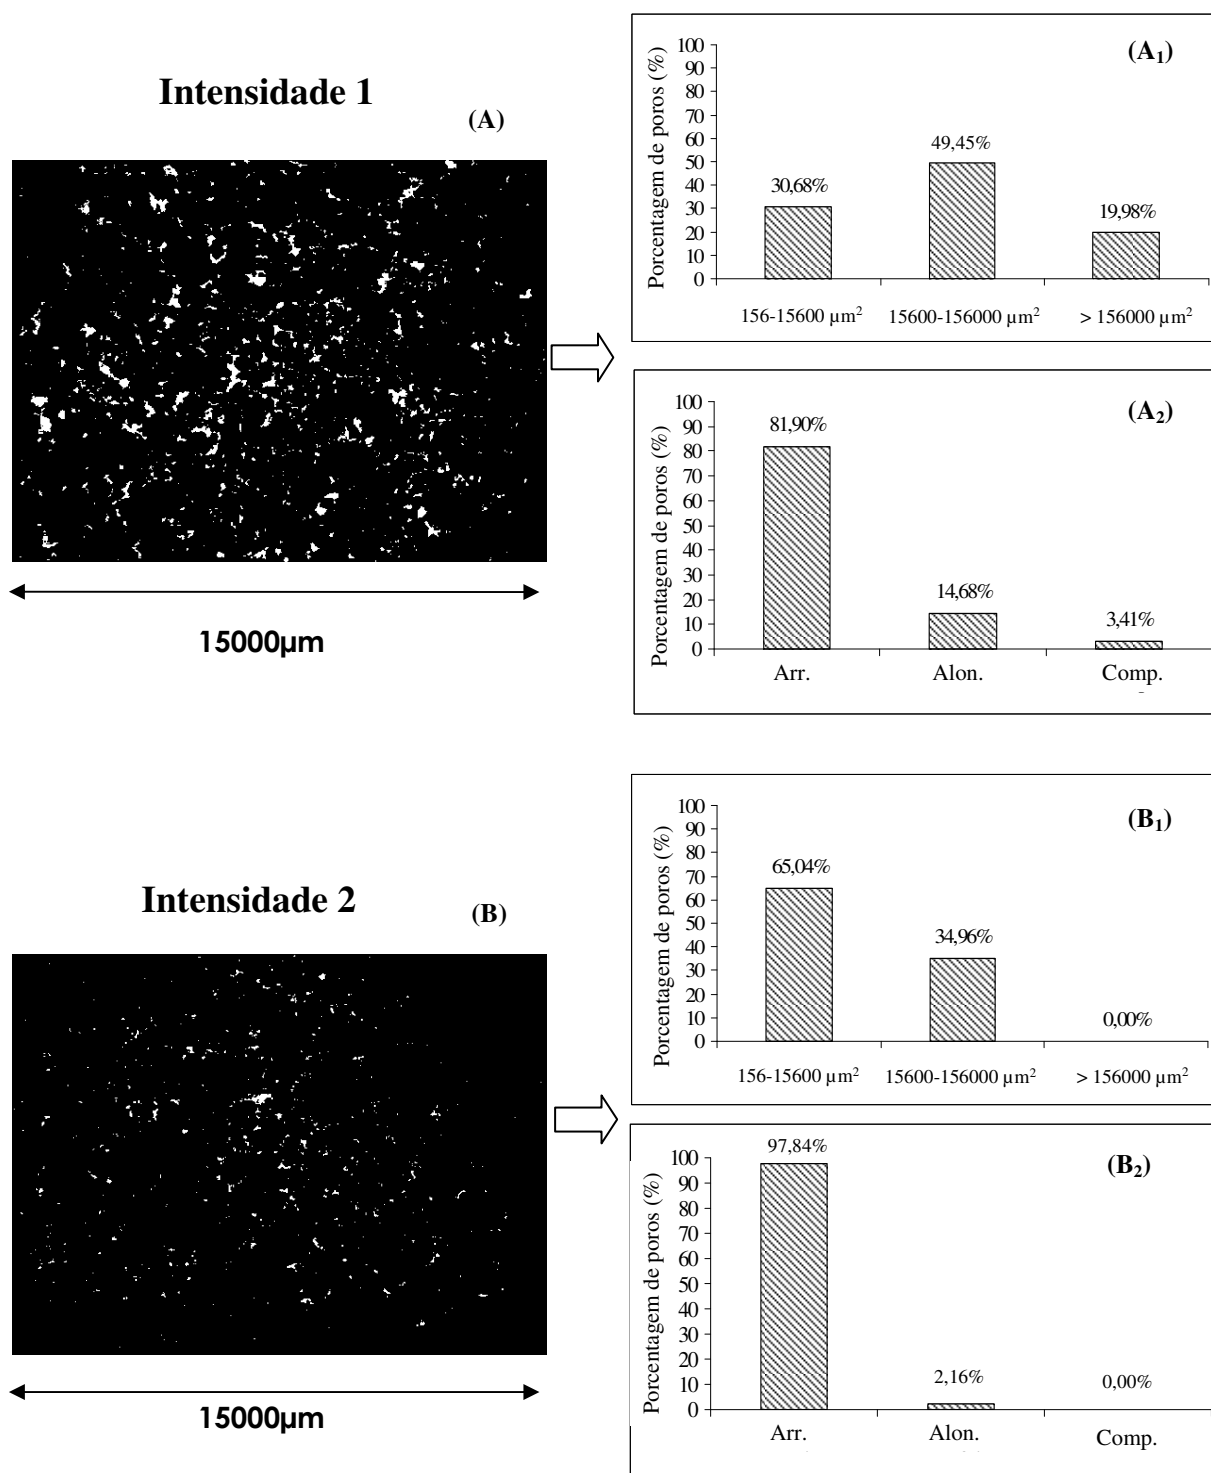 Intensidade 1
(A)
15000µm
(A₁)
Porcentagem de poros (%)
100
90
80
70
60
50
40
30
20
10
0
30,68%
49,45%
19,98%
156-15600 µm²
15600-156000 µm²
> 156000 µm²
(A₂)
Porcentagem de poros (%)
100
90
80
70
60
50
40
30
20
10
0
81,90%
14,68%
3,41%
Arr.
Alon.
Comp.
Intensidade 2
(B)
15000µm
(B₁)
Porcentagem de poros (%)
100
90
80
70
60
50
40
30
20
10
0
65,04%
34,96%
0,00%
156-15600 µm²
15600-156000 µm²
> 156000 µm²
(B₂)
Porcentagem de poros (%)
100
90
80
70
60
50
40
30
20
10
0
97,84%
2,16%
0,00%
Arr.
Alon.
Comp.